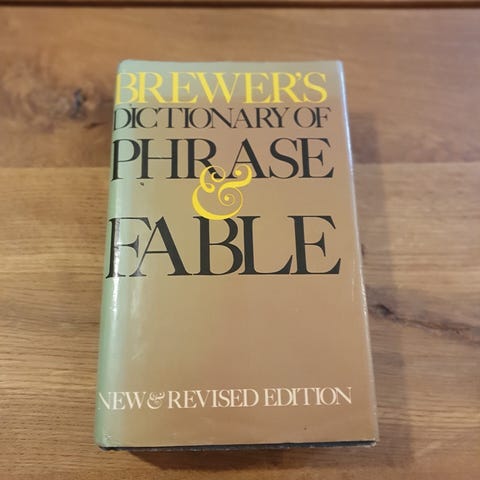 BREWER'S
DICTIONARY OF
PHRASE
&
FABLE
NEW & REVISED EDITION